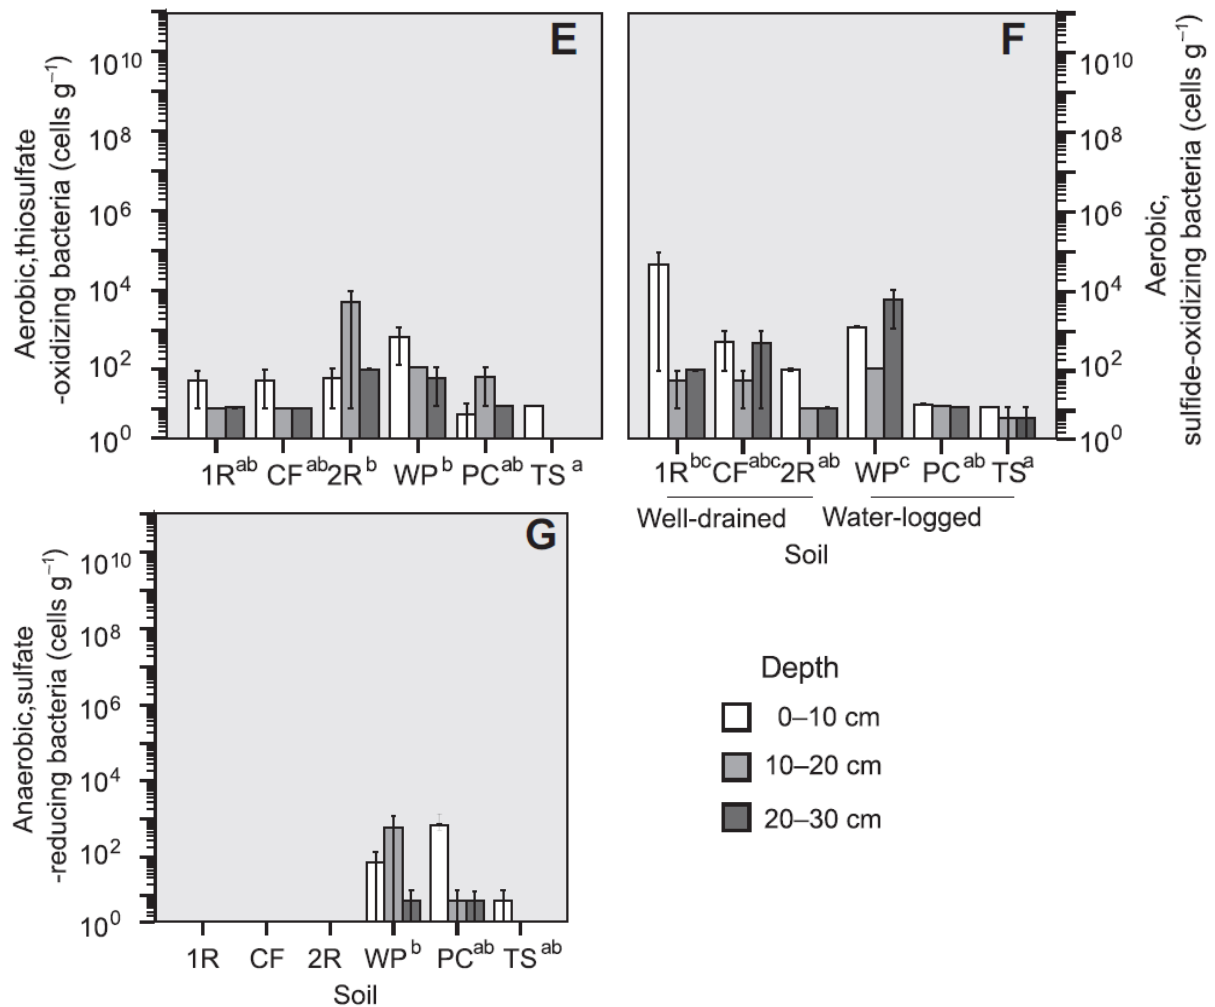 E
Aerobic,thiosulfate
-oxidizing bacteria (cells g⁻¹)
10¹⁰
10⁸
10⁶
10⁴
10²
10⁰
1Rᵃᵇ CFᵃᵇ 2Rᵇ WPᵇ PCᵃᵇ TSᵃ
F
Aerobic,
sulfide-oxidizing bacteria (cells g⁻¹)
10¹⁰
10⁸
10⁶
10⁴
10²
10⁰
1Rᵇᶜ CFᵃᵇᶜ 2Rᵃᵇ WPᶜ PCᵃᵇ TSᵃ
Well-drained Water-logged
Soil
G
Anaerobic,sulfate
-reducing bacteria (cells g⁻¹)
10¹⁰
10⁸
10⁶
10⁴
10²
10⁰
1R CF 2R WPᵇ PCᵃᵇ TSᵃᵇ
Soil
Depth
0–10 cm
10–20 cm
20–30 cm